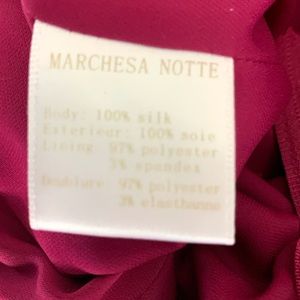 MARCHESA NOTTE
Body: 100% silk
Exterieur: 100% soie
Lining 97% polyester
3% spandex
Doublure 97% polyester
3% elasthanne